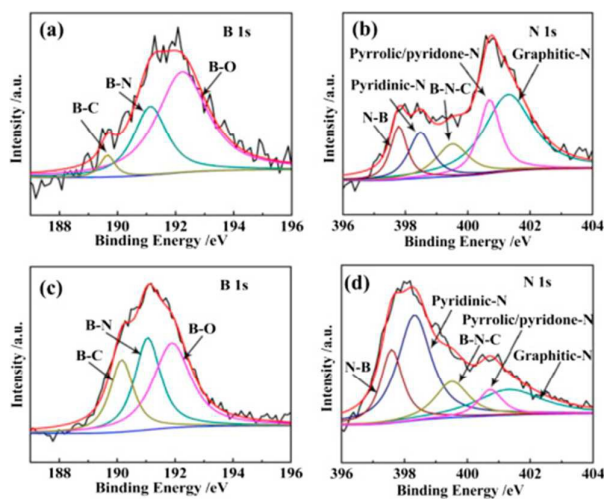 (a)
B 1s
B-O
B-N
B-C
Intensity /a.u.
188 190 192 194 196
Binding Energy /eV
(b)
N 1s
Pyrrolic/pyridone-N
Graphitic-N
Pyridinic-N
B-N-C
N-B
Intensity /a.u.
396 398 400 402 404
Binding Energy /eV
(c)
B 1s
B-N
B-O
B-C
Intensity /a.u.
188 190 192 194 196
Binding Energy /eV
(d)
N 1s
Pyridinic-N
Pyrrolic/pyridone-N
B-N-C
Graphitic-N
N-B
Intensity /a.u.
396 398 400 402 404
Binding Energy /eV